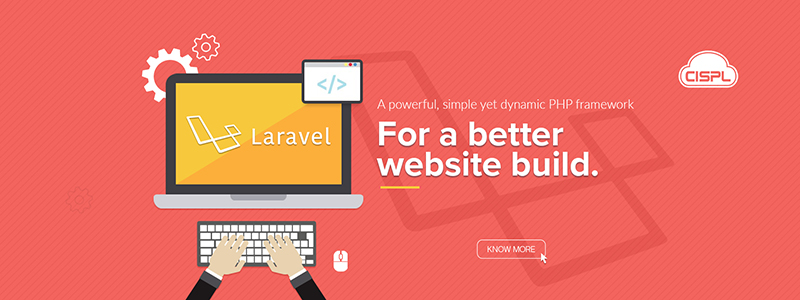 CISPL
</>
Laravel
A powerful, simple yet dynamic PHP framework
For a better
website build.
KNOW MORE